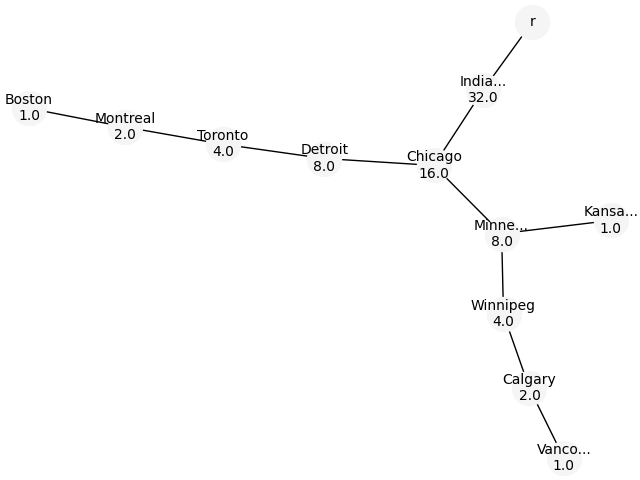 r
India...
32.0
Boston
1.0
Montreal
2.0
Toronto
4.0
Detroit
8.0
Chicago
16.0
Kansa...
1.0
Minne...
8.0
Winnipeg
4.0
Calgary
2.0
Vanco...
1.0